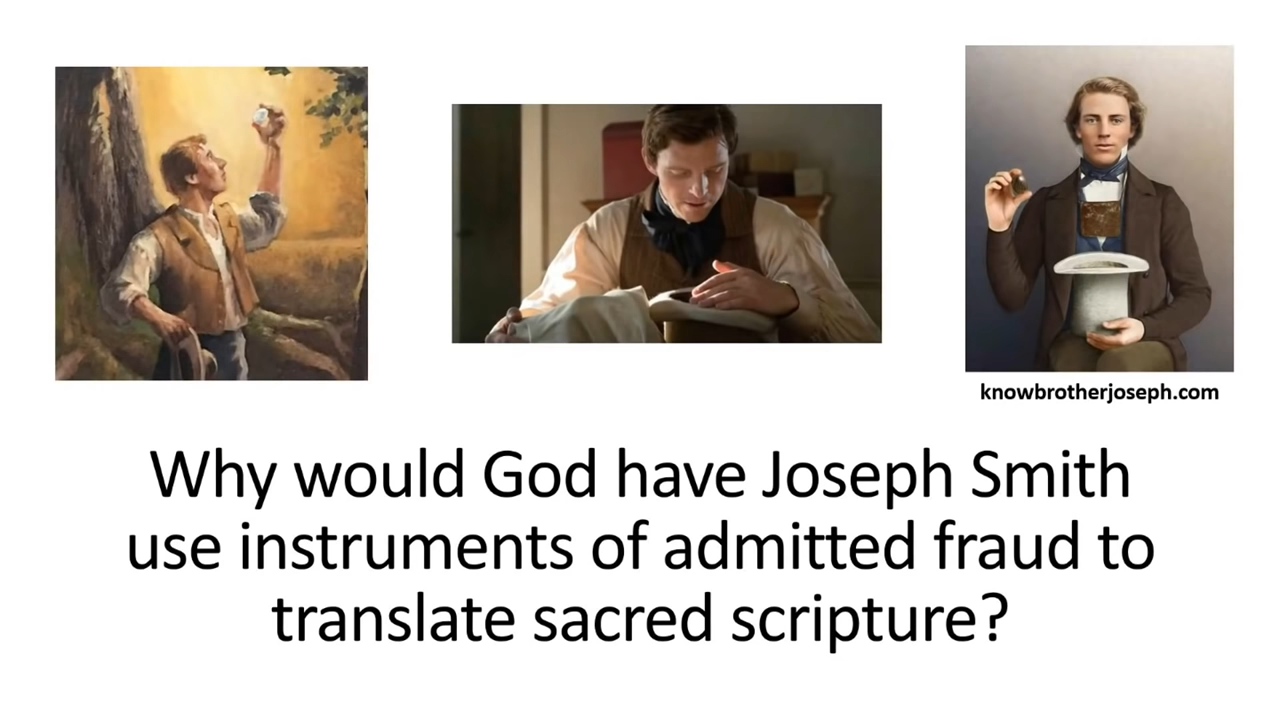 knowbrotherjoseph.com
Why would God have Joseph Smith
use instruments of admitted fraud to
translate sacred scripture?